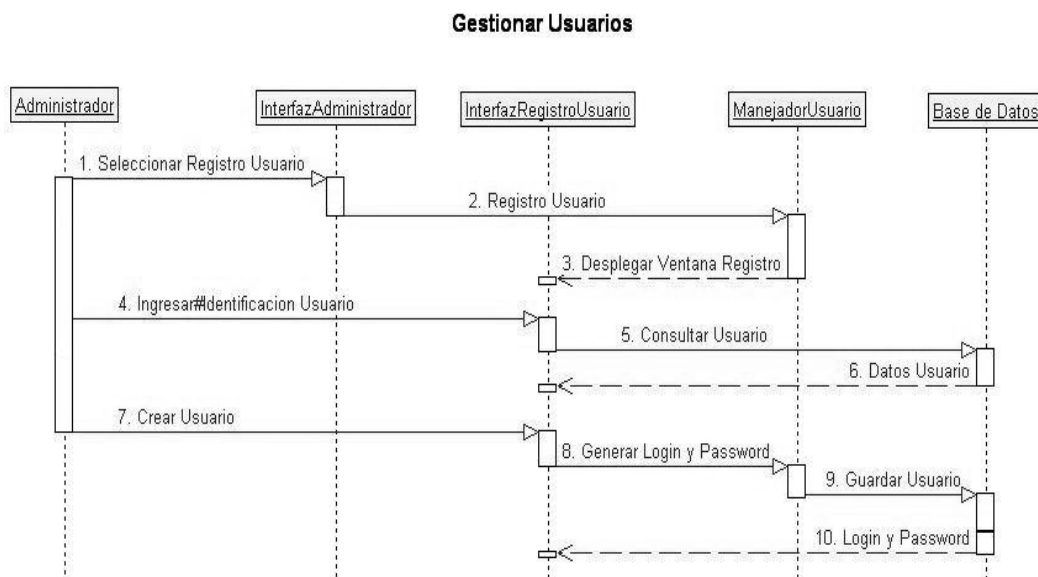 Gestionar Usuarios
Administrador
InterfazAdministrador
InterfazRegistroUsuario
ManejadorUsuario
Base de Datos
1. Seleccionar Registro Usuario
2. Registro Usuario
3. Desplegar Ventana Registro
4. Ingresar#Identificacion Usuario
5. Consultar Usuario
6. Datos Usuario
7. Crear Usuario
8. Generar Login y Password
9. Guardar Usuario
10. Login y Password